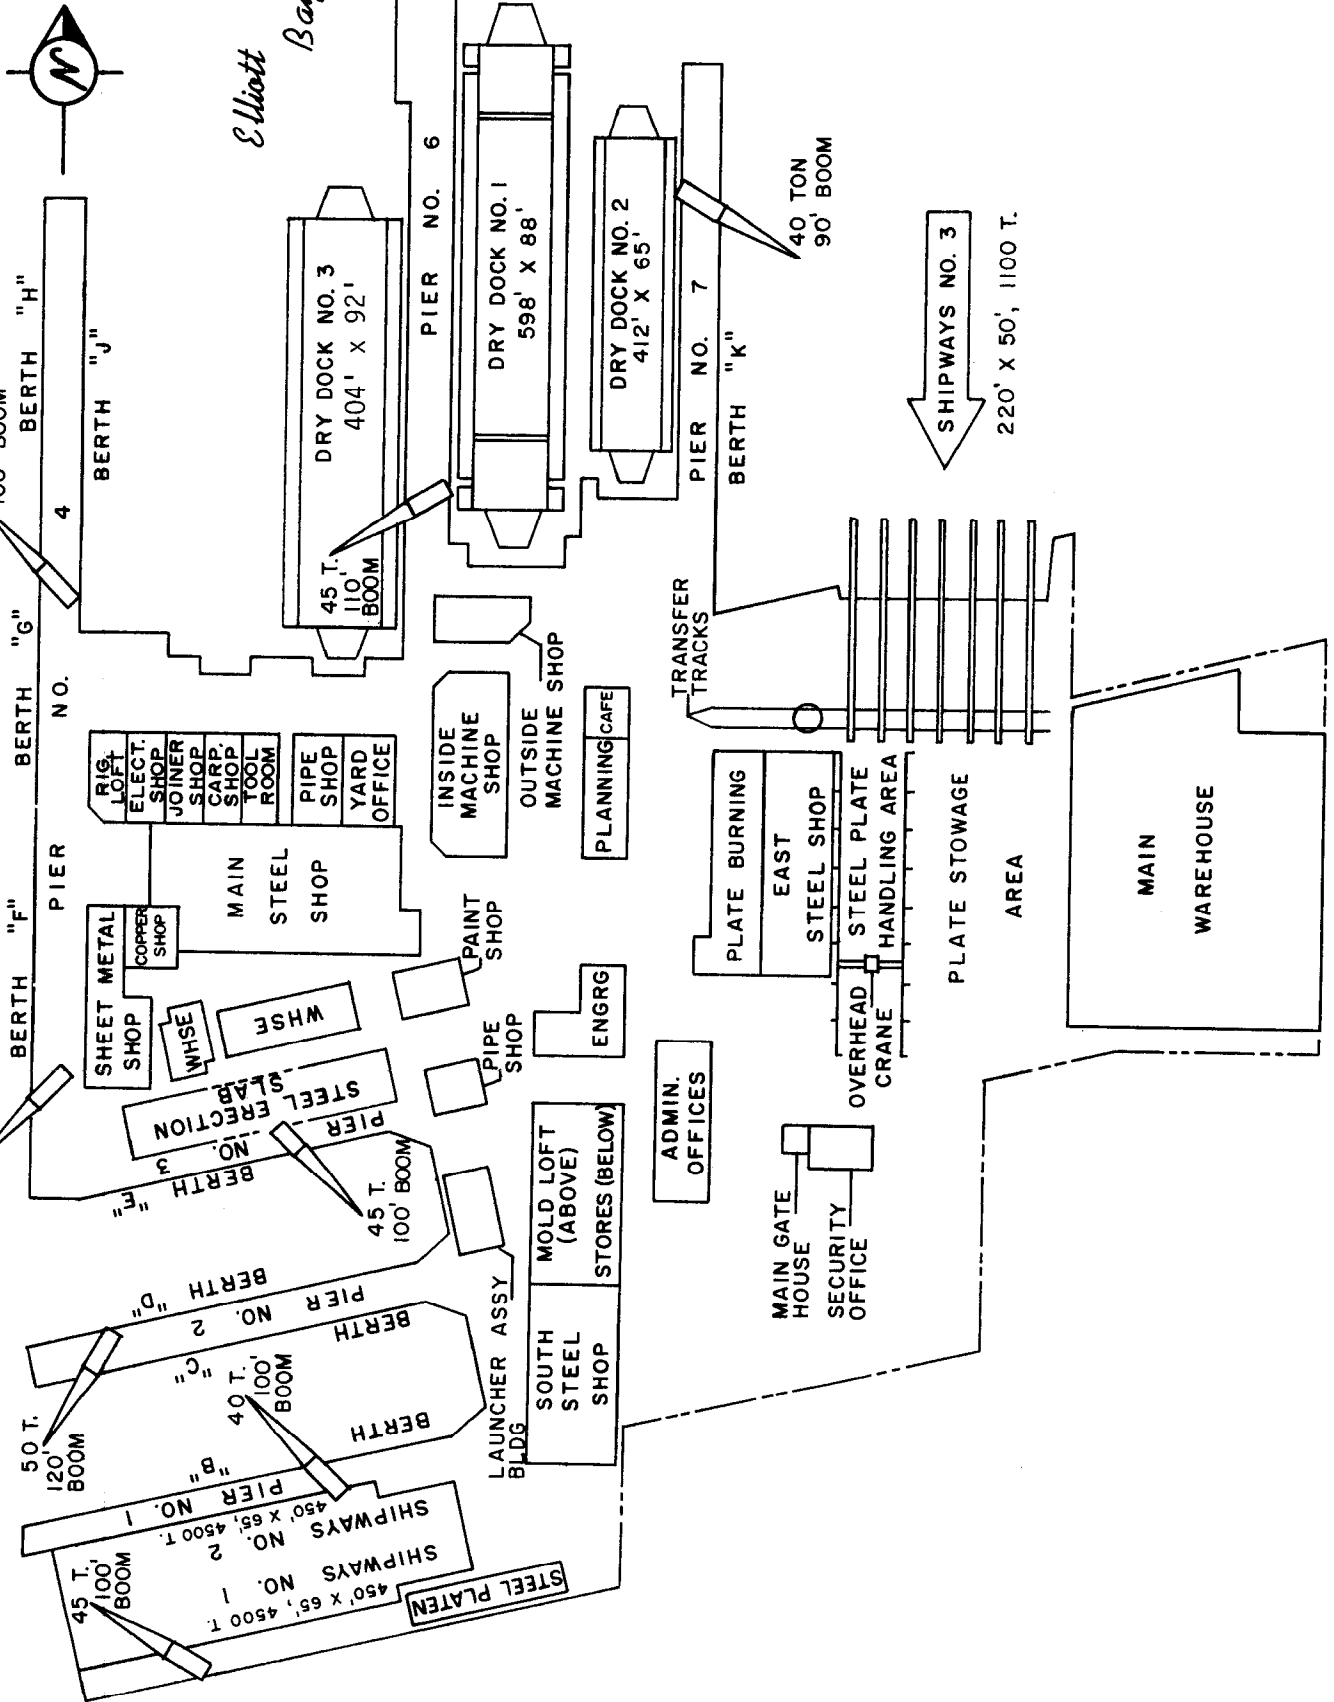 N
Elliott
BERTH "H"
BERTH "J"
4
BERTH "G"
NO.
PIER
BERTH "F"
DRY DOCK NO. 3
404' X 92'
PIER NO. 6
DRY DOCK NO. 1
598' X 88'
DRY DOCK NO. 2
412' X 65'
PIER NO. 7
BERTH "K"
40 TON
90' BOOM
SHIPWAYS NO. 3
220' X 50', 1100 T.
45 T.
110'
BOOM
OUTSIDE
MACHINE SHOP
INSIDE
MACHINE
SHOP
PLANNING
CAFE
TRANSFER
TRACKS
RIG.
LOFT
ELECT.
SHOP
JOINER
SHOP
CARP.
SHOP
TOOL
ROOM
PIPE
SHOP
YARD
OFFICE
MAIN
STEEL
SHOP
SHEET METAL
SHOP
COPPER
SHOP
WHSE
WHSE
PAINT
SHOP
PIPE
SHOP
ENGRG
STEEL ERECTION
SLAB
PIER
NO. 3
BERTH "E"
45 T.
100' BOOM
PLATE BURNING
EAST
STEEL SHOP
STEEL PLATE
HANDLING AREA
OVERHEAD
CRANE
PLATE STOWAGE
AREA
MAIN
WAREHOUSE
ADMIN.
OFFICES
MOLD LOFT
(ABOVE)
STORES (BELOW)
SOUTH
STEEL
SHOP
MAIN GATE
HOUSE
SECURITY
OFFICE
LAUNCHER ASSY
BLDG
BERTH "D"
PIER
NO. 2
BERTH
"C"
50 T.
120'
BOOM
40 T.
100'
BOOM
BERTH
"B"
PIER NO. 1
450' X 65', 4500 T.
SHIPWAYS
NO. 2
SHIPWAYS
NO. 1
450' X 65', 4500 T.
45 T.
100'
BOOM
STEEL PLATEN